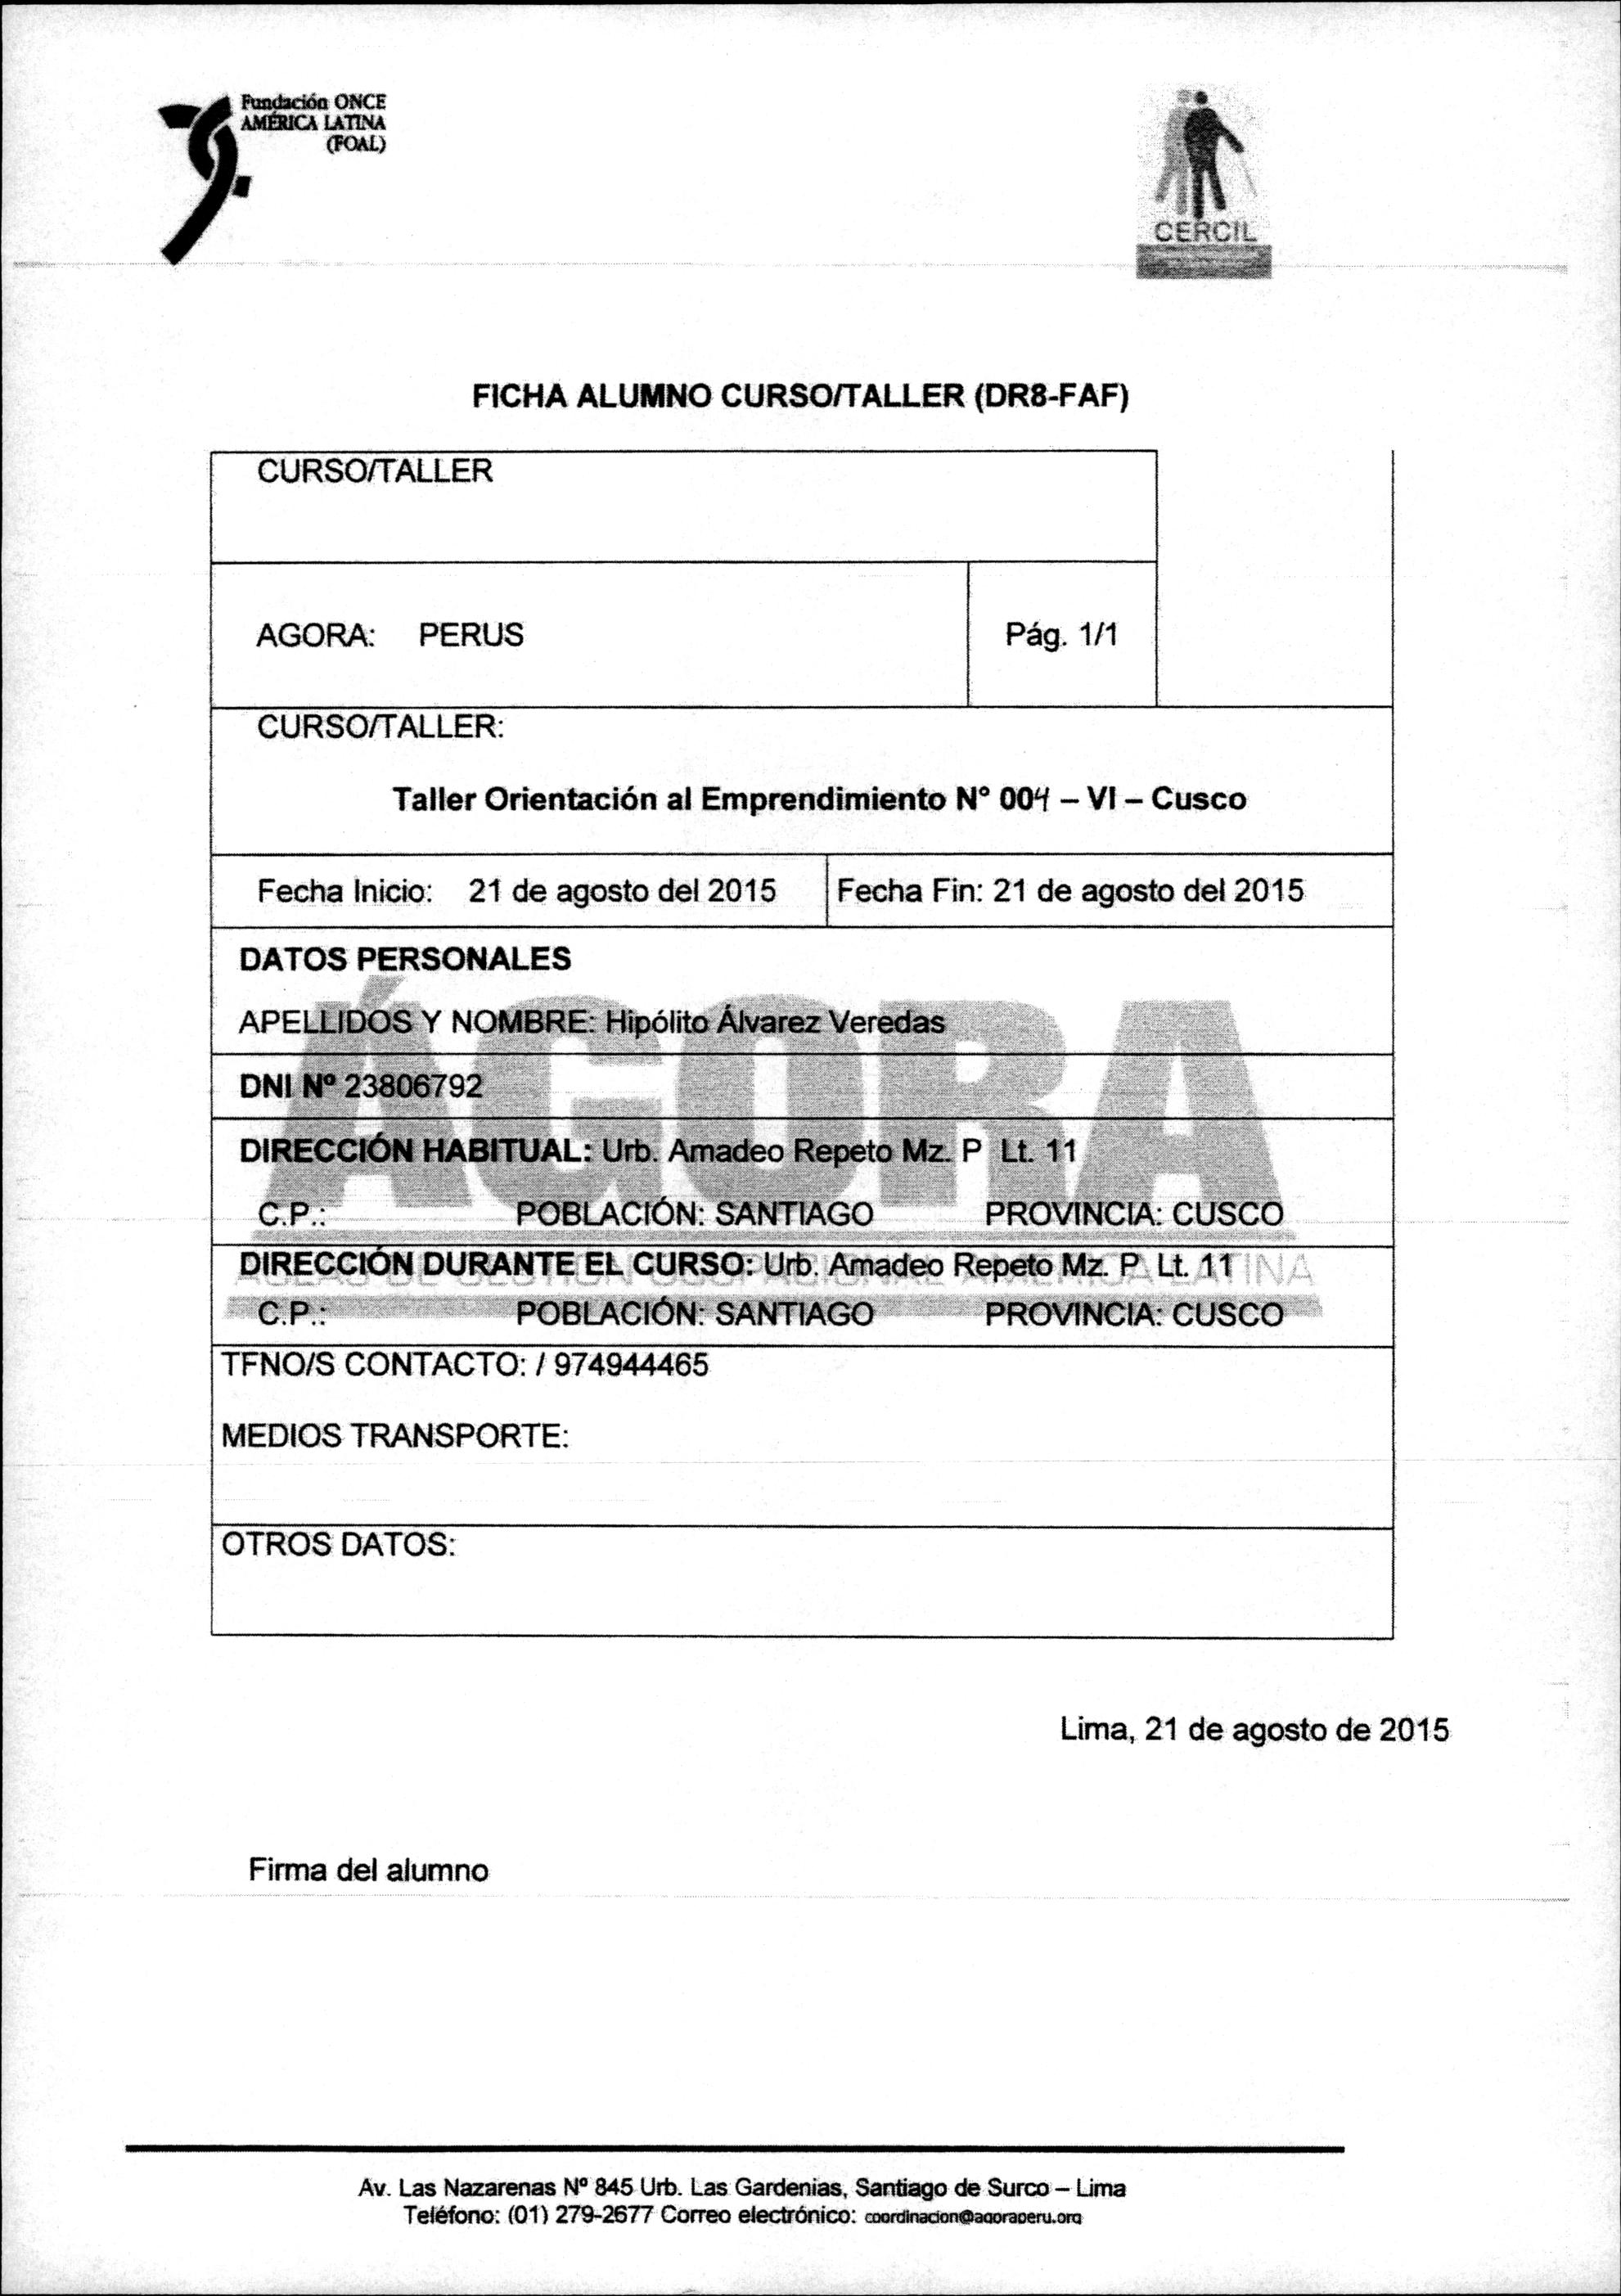 Fundación ONCE
AMÉRICA LATINA
(FOAL)
CERCIL
FICHA ALUMNO CURSO/TALLER (DR8-FAF)
CURSO/TALLER
AGORA: PERUS
Pág. 1/1
CURSO/TALLER:
Taller Orientación al Emprendimiento N° 004 – VI – Cusco
Fecha Inicio: 21 de agosto del 2015
Fecha Fin: 21 de agosto del 2015
DATOS PERSONALES
ÁGORA
APELLIDOS Y NOMBRE: Hipólito Álvarez Veredas
DNI Nº 23806792
DIRECCIÓN HABITUAL: Urb. Amadeo Repeto Mz. P Lt. 11
C.P.: POBLACIÓN: SANTIAGO PROVINCIA: CUSCO
DIRECCIÓN DURANTE EL CURSO: Urb. Amadeo Repeto Mz. P Lt. 11
C.P.: POBLACIÓN: SANTIAGO PROVINCIA: CUSCO
TFNO/S CONTACTO: / 974944465
MEDIOS TRANSPORTE:
OTROS DATOS:
Lima, 21 de agosto de 2015
Firma del alumno
Av. Las Nazarenas Nº 845 Urb. Las Gardenias, Santiago de Surco – Lima
Teléfono: (01) 279-2677 Correo electrónico: coordinacion@agoraperu.org